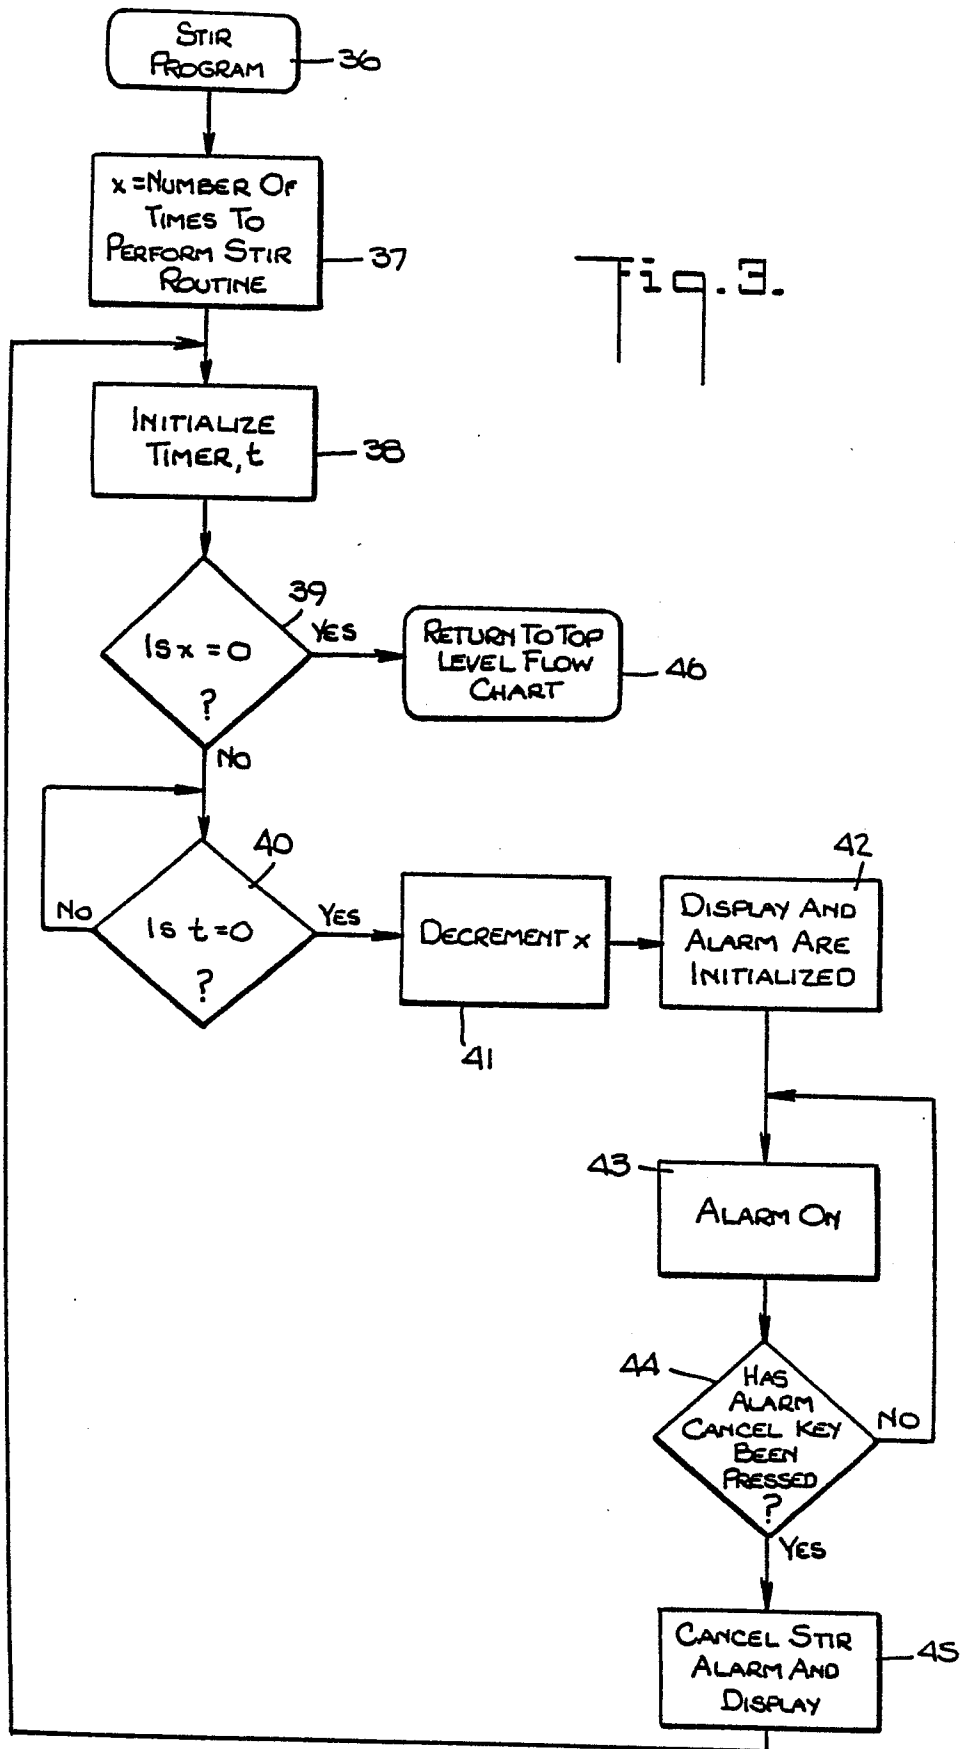 STIR
PROGRAM
36
x=NUMBER OF
TIMES TO
PERFORM STIR
ROUTINE
37
Fig.3.
INITIALIZE
TIMER, t
38
39
IS x = 0
?
YES
RETURN TO TOP
LEVEL FLOW
CHART
46
NO
40
NO
IS t = 0
?
YES
DECREMENT x
41
42
DISPLAY AND
ALARM ARE
INITIALIZED
43
ALARM ON
44
HAS
ALARM
CANCEL KEY
BEEN
PRESSED
?
NO
YES
CANCEL STIR
ALARM AND
DISPLAY
45